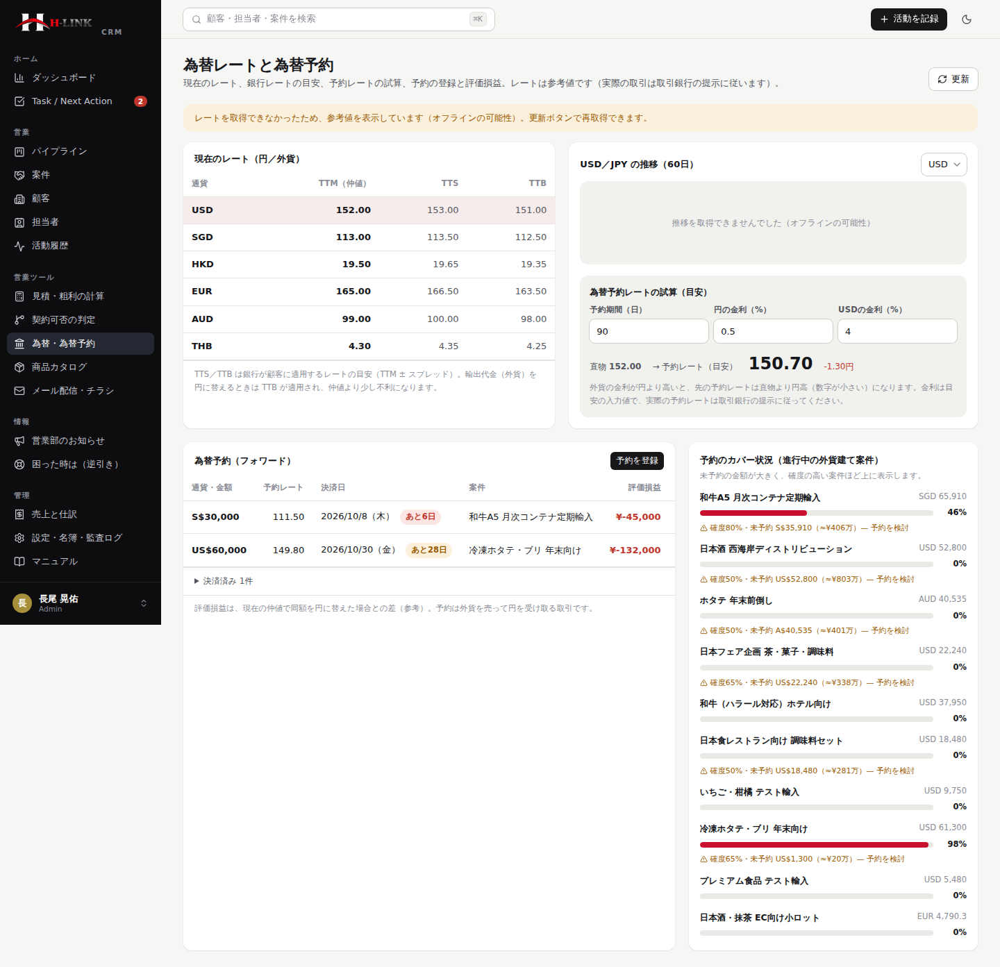 H-LINK CRM
ホーム
ダッシュボード
Task / Next Action 2
営業
パイプライン
案件
顧客
担当者
活動履歴
営業ツール
見積・粗利の計算
契約可否の判定
為替・為替予約
商品カタログ
メール配信・チラシ
情報
営業部のお知らせ
困った時は（逆引き）
管理
売上と仕訳
設定・名簿・監査ログ
マニュアル
長 長尾 晃佑
Admin
顧客・担当者・案件を検索 ⌘K
活動を記録
為替レートと為替予約
現在のレート、銀行レートの目安、予約レートの試算、予約の登録と評価損益。レートは参考値です（実際の取引は取引銀行の提示に従います）。
更新
レートを取得できなかったため、参考値を表示しています（オフラインの可能性）。更新ボタンで再取得できます。
現在のレート（円／外貨）
通貨 TTM（仲値） TTS TTB
USD 152.00 153.00 151.00
SGD 113.00 113.50 112.50
HKD 19.50 19.65 19.35
EUR 165.00 166.50 163.50
AUD 99.00 100.00 98.00
THB 4.30 4.35 4.25
TTS／TTB は銀行が顧客に適用するレートの目安（TTM ± スプレッド）。輸出代金（外貨）を
円に替えるときは TTB が適用され、仲値より少し不利になります。
USD／JPY の推移（60日）
USD
推移を取得できませんでした（オフラインの可能性）
為替予約レートの試算（目安）
予約期間（日） 円の金利（%） USDの金利（%）
90 0.5 4
直物 152.00 → 予約レート（目安） 150.70 -1.30円
外貨の金利が円より高いと、先の予約レートは直物より円高（数字が小さい）になります。金利は目
安の入力値で、実際の予約レートは取引銀行の提示に従ってください。
為替予約（フォワード）
予約を登録
通貨・金額 予約レート 決済日 案件 評価損益
S$30,000 111.50 2026/10/8（木） あと6日 和牛A5 月次コンテナ定期輸入 ¥-45,000
US$60,000 149.80 2026/10/30（金） あと28日 冷凍ホタテ・ブリ 年末向け ¥-132,000
▶ 決済済み 1件
評価損益は、現在の仲値で同額を円に替えた場合との差（参考）。予約は外貨を売って円を受け取る取引です。
予約のカバー状況（進行中の外貨建て案件）
未予約の金額が大きく、確度の高い案件ほど上に表示します。
和牛A5 月次コンテナ定期輸入 SGD 65,910
46%
確度80%・未予約 S$35,910（≈¥406万）— 予約を検討
日本酒 西海岸ディストリビューション USD 52,800
0%
確度50%・未予約 US$52,800（≈¥803万）— 予約を検討
ホタテ 年末前倒し AUD 40,535
0%
確度50%・未予約 A$40,535（≈¥401万）— 予約を検討
日本フェア企画 茶・菓子・調味料 USD 22,240
0%
確度65%・未予約 US$22,240（≈¥338万）— 予約を検討
和牛（ハラール対応）ホテル向け USD 37,950
0%
日本食レストラン向け 調味料セット USD 18,480
0%
確度50%・未予約 US$18,480（≈¥281万）— 予約を検討
いちご・柑橘 テスト輸入 USD 9,750
0%
冷凍ホタテ・ブリ 年末向け USD 61,300
98%
確度65%・未予約 US$1,300（≈¥20万）— 予約を検討
プレミアム食品 テスト輸入 USD 5,480
0%
日本酒・抹茶 EC向け小ロット EUR 4,790.3
0%